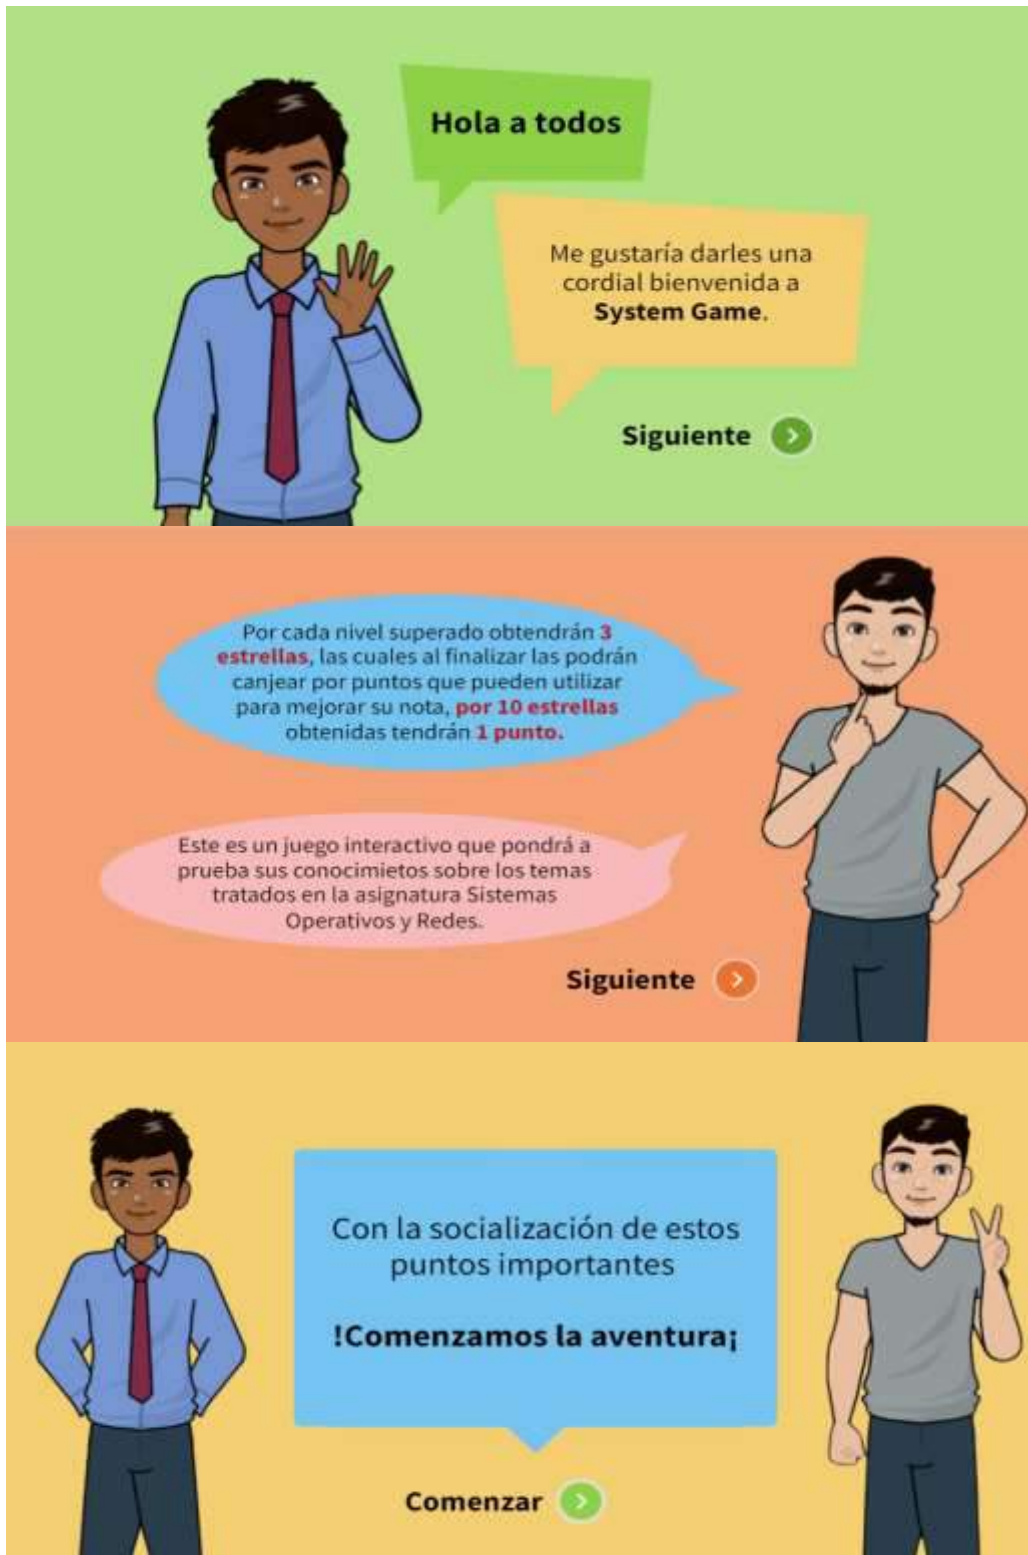 Hola a todos
Me gustaría darles una
cordial bienvenida a
System Game.
Siguiente
Por cada nivel superado obtendrán 3
estrellas, las cuales al finalizar las podrán
canjear por puntos que pueden utilizar
para mejorar su nota, por 10 estrellas
obtenidas tendrán 1 punto.
Este es un juego interactivo que pondrá a
prueba sus conocimietos sobre los temas
tratados en la asignatura Sistemas
Operativos y Redes.
Siguiente
Con la socialización de estos
puntos importantes
!Comenzamos la aventura¡
Comenzar